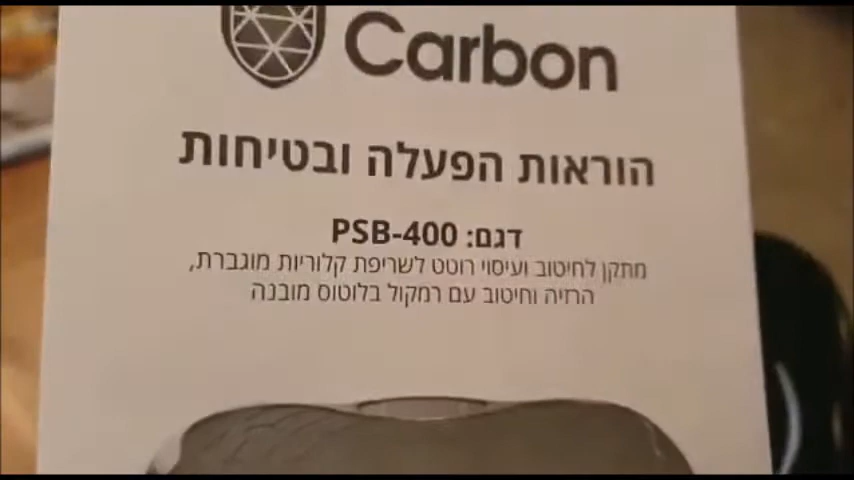 Carbon
הוראות הפעלה ובטיחות
דגם: PSB-400
מתקן לחיטוב ועיסוי רוטט לשריפת קלוריות מוגברת,
הרזיה וחיטוב עם רמקול בלוטוס מובנה